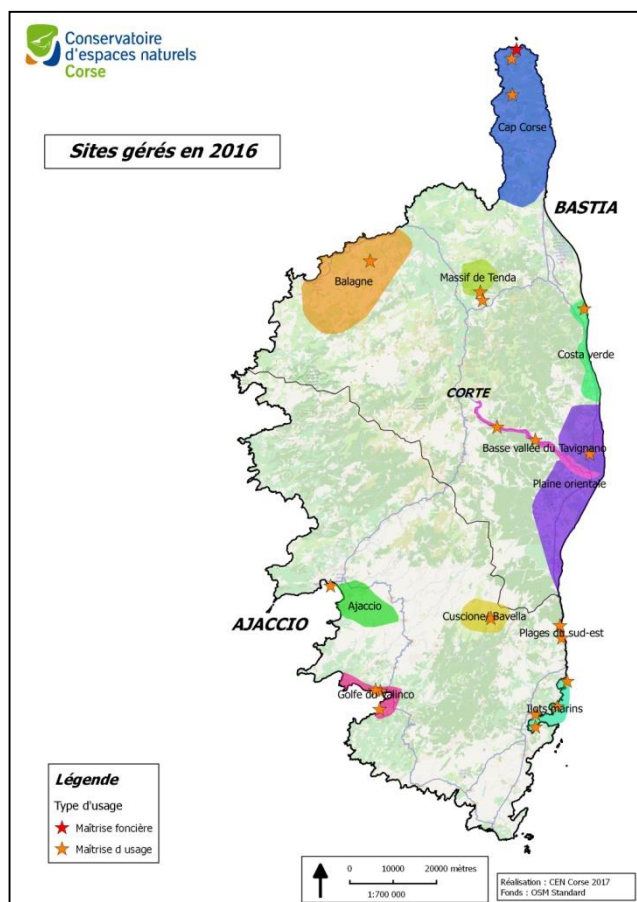 Conservatoire
d'espaces naturels
Corse
Sites gérés en 2016
Cap Corse
BASTIA
Balagne
Massif de Tenda
Costa verde
CORTE
Basse vallée du Tavignano
Plaine orientale
Ajaccio
AJACCIO
Cuscione/ Bavella
Plages du sud-est
Golfe du Valinco
Ilots marins
Légende
Type d'usage
Maîtrise foncière
Maîtrise d usage
0 10000 20000 mètres
1:700 000
Réalisation : CEN Corse 2017
Fonds : OSM Standard